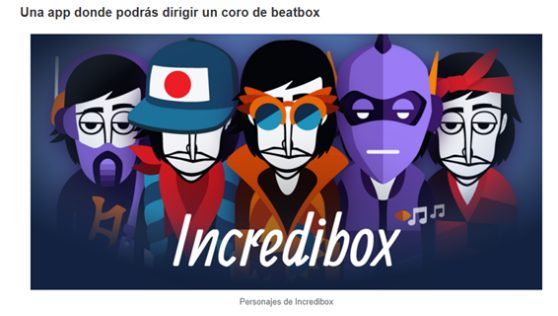 Una app donde podrás dirigir un coro de beatbox
Incredibox
Personajes de Incredibox